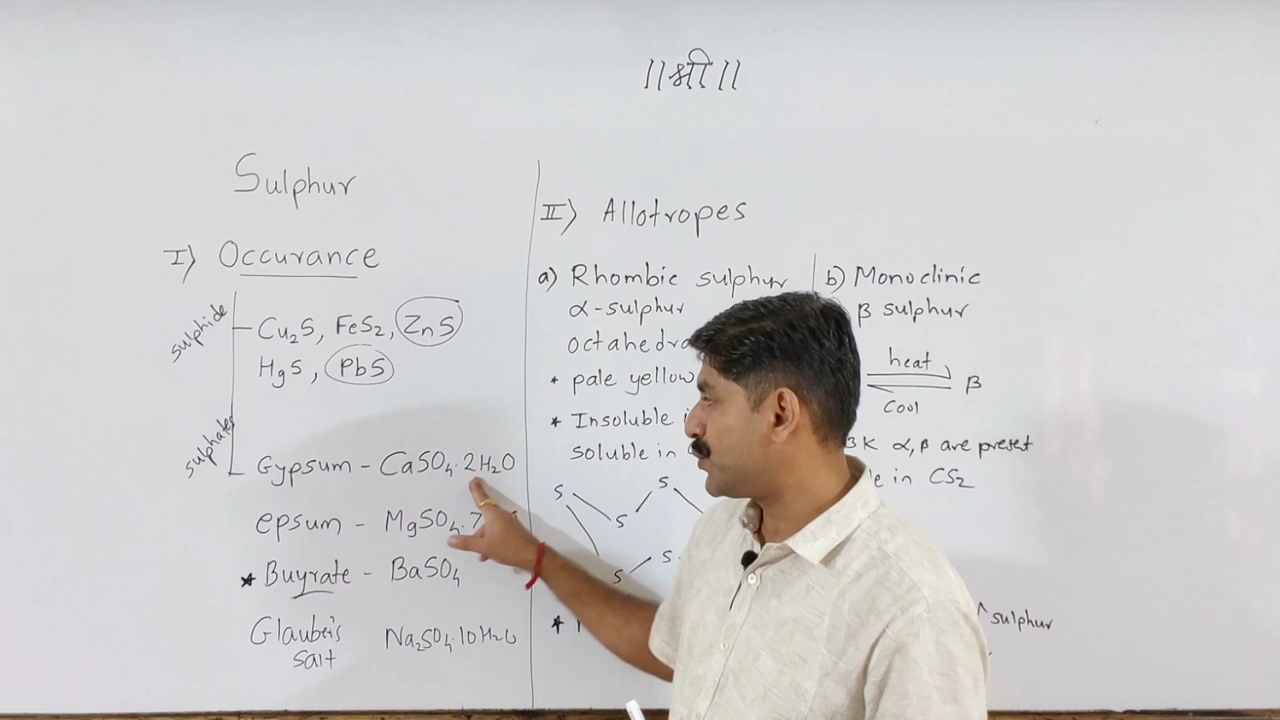 ॥श्री॥
Sulphur
I) Occurance
sulphide
Cu₂S, FeS₂, ZnS
HgS, PbS
sulphates
Gypsum - CaSO₄·2H₂O
epsum - MgSO₄·7
* Buyrate - BaSO₄
Glauber's Na₂SO₄·10H₂O
salt
II) Allotropes
a) Rhombic sulphur
α-sulphur
octahedra
* pale yellow
* Insoluble
soluble in
S S
S
S
S
*
b) Monoclinic
β sulphur
heat
β
Cool
K α, β are preset
in CS₂
sulphur